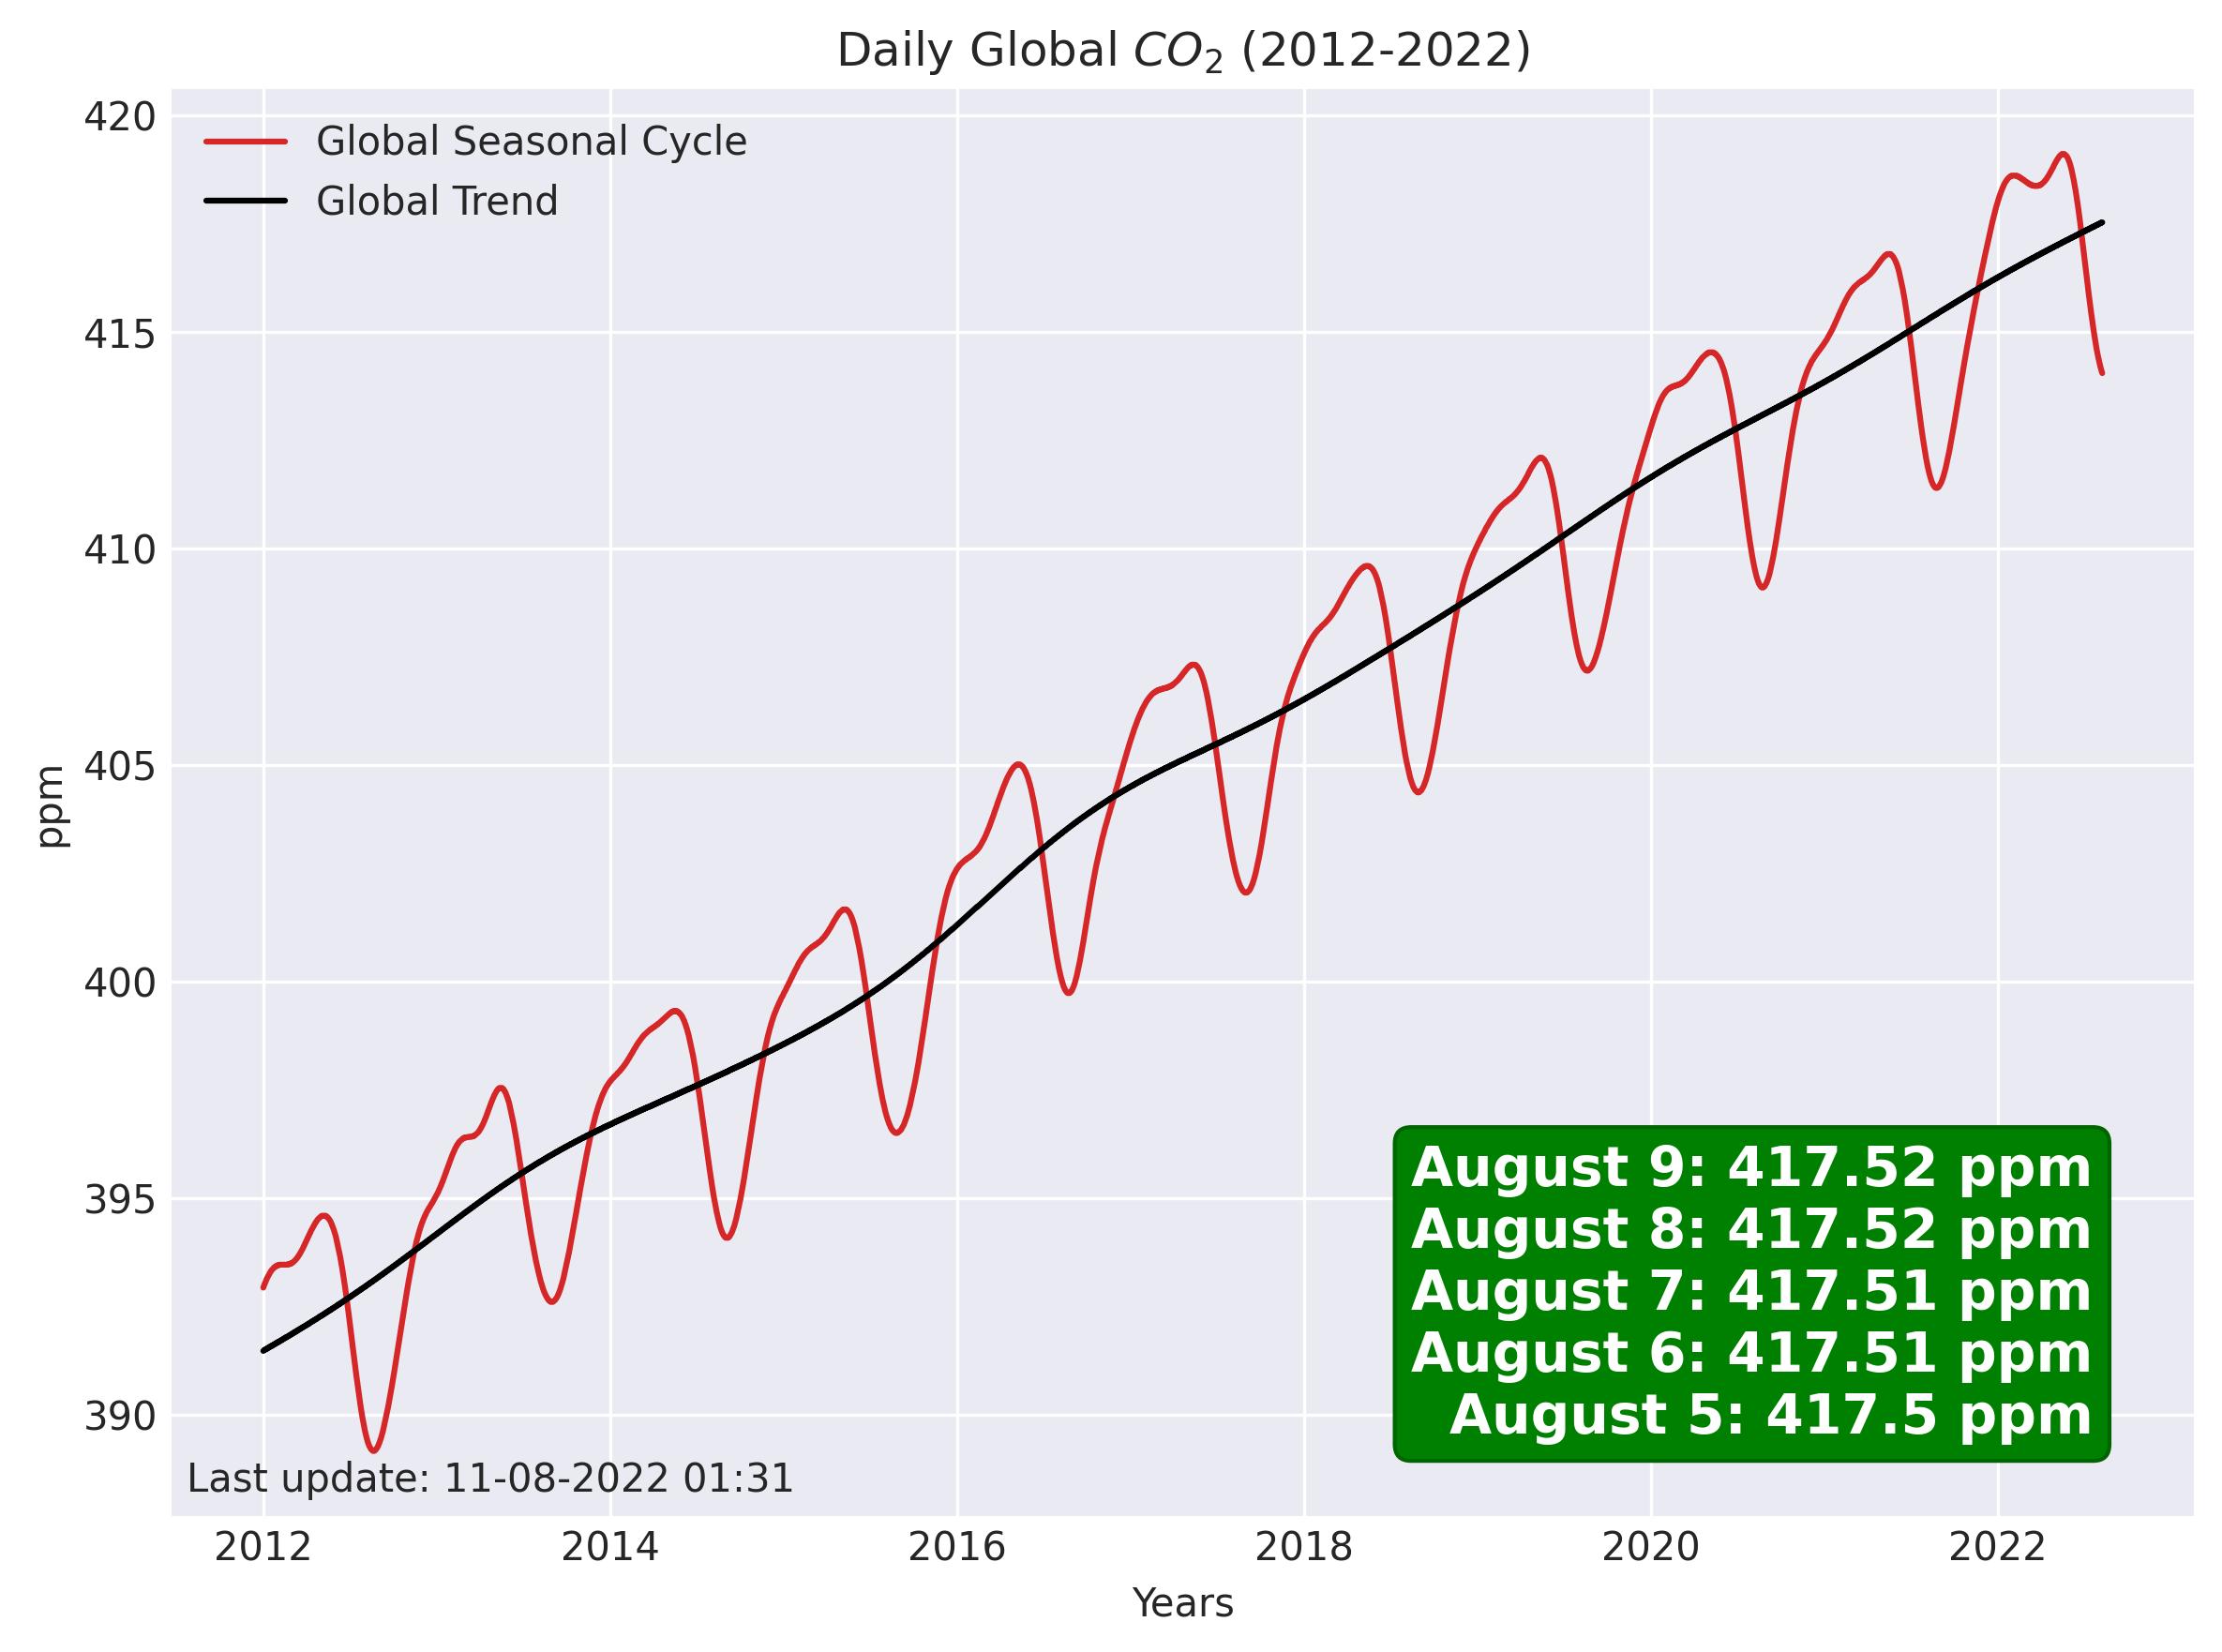 Daily Global CO₂ (2012-2022)
Global Seasonal Cycle
Global Trend
ppm
420
415
410
405
400
395
390
August 9: 417.52 ppm
August 8: 417.52 ppm
August 7: 417.51 ppm
August 6: 417.51 ppm
August 5: 417.5 ppm
Last update: 11-08-2022 01:31
2012 2014 2016 2018 2020 2022
Years